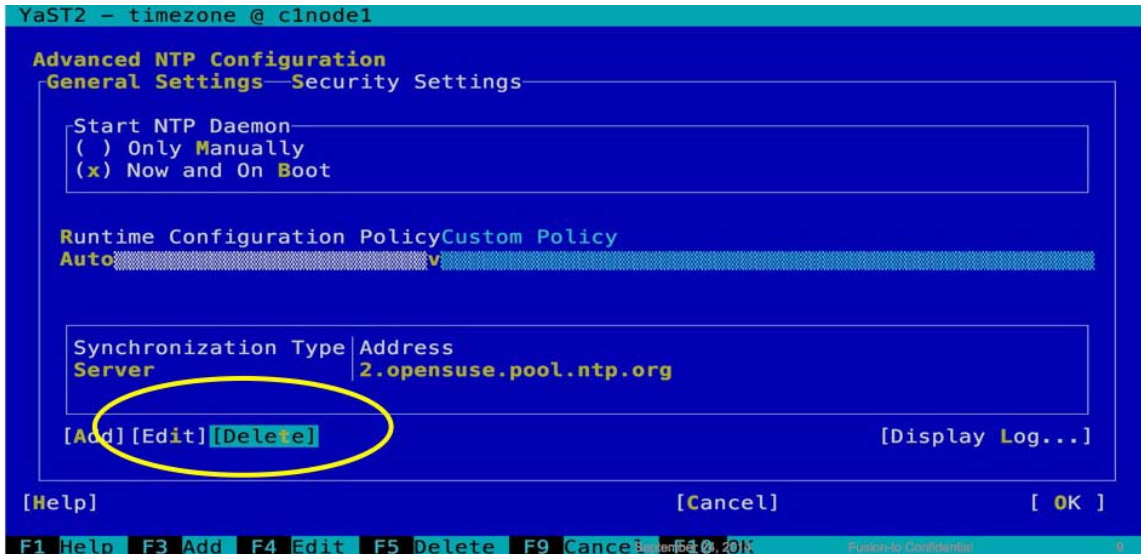 YaST2 – timezone @ c1node1
Advanced NTP Configuration
General Settings Security Settings
Start NTP Daemon
( ) Only Manually
(x) Now and On Boot
Runtime Configuration Policy Custom Policy
Auto v
Synchronization Type Address
Server 2.opensuse.pool.ntp.org
[Add] [Edit] [Delete] [Display Log...]
[Help] [Cancel] [ OK ]
F1 Help F3 Add F4 Edit F5 Delete F9 Cancel F10 OK Fusion-io Confidential 9